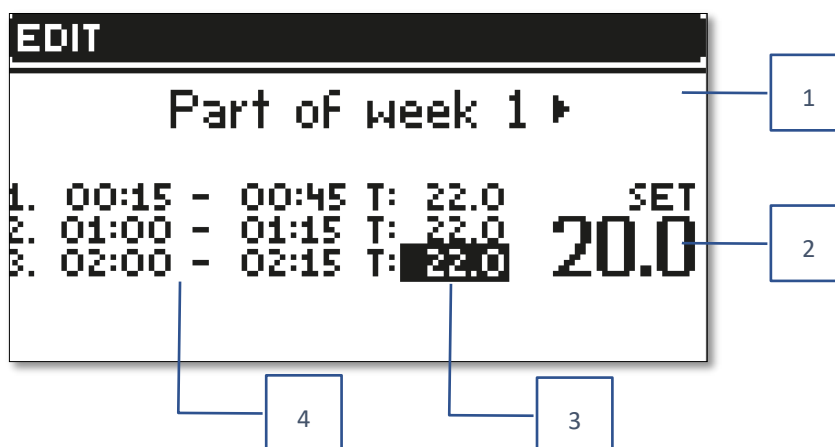 EDIT
Part of week 1
1. 00:15 - 00:45 T: 22.0
2. 01:00 - 01:15 T: 22.0
3. 02:00 - 02:15 T: 22.0
SET
20.0
1
2
4
3